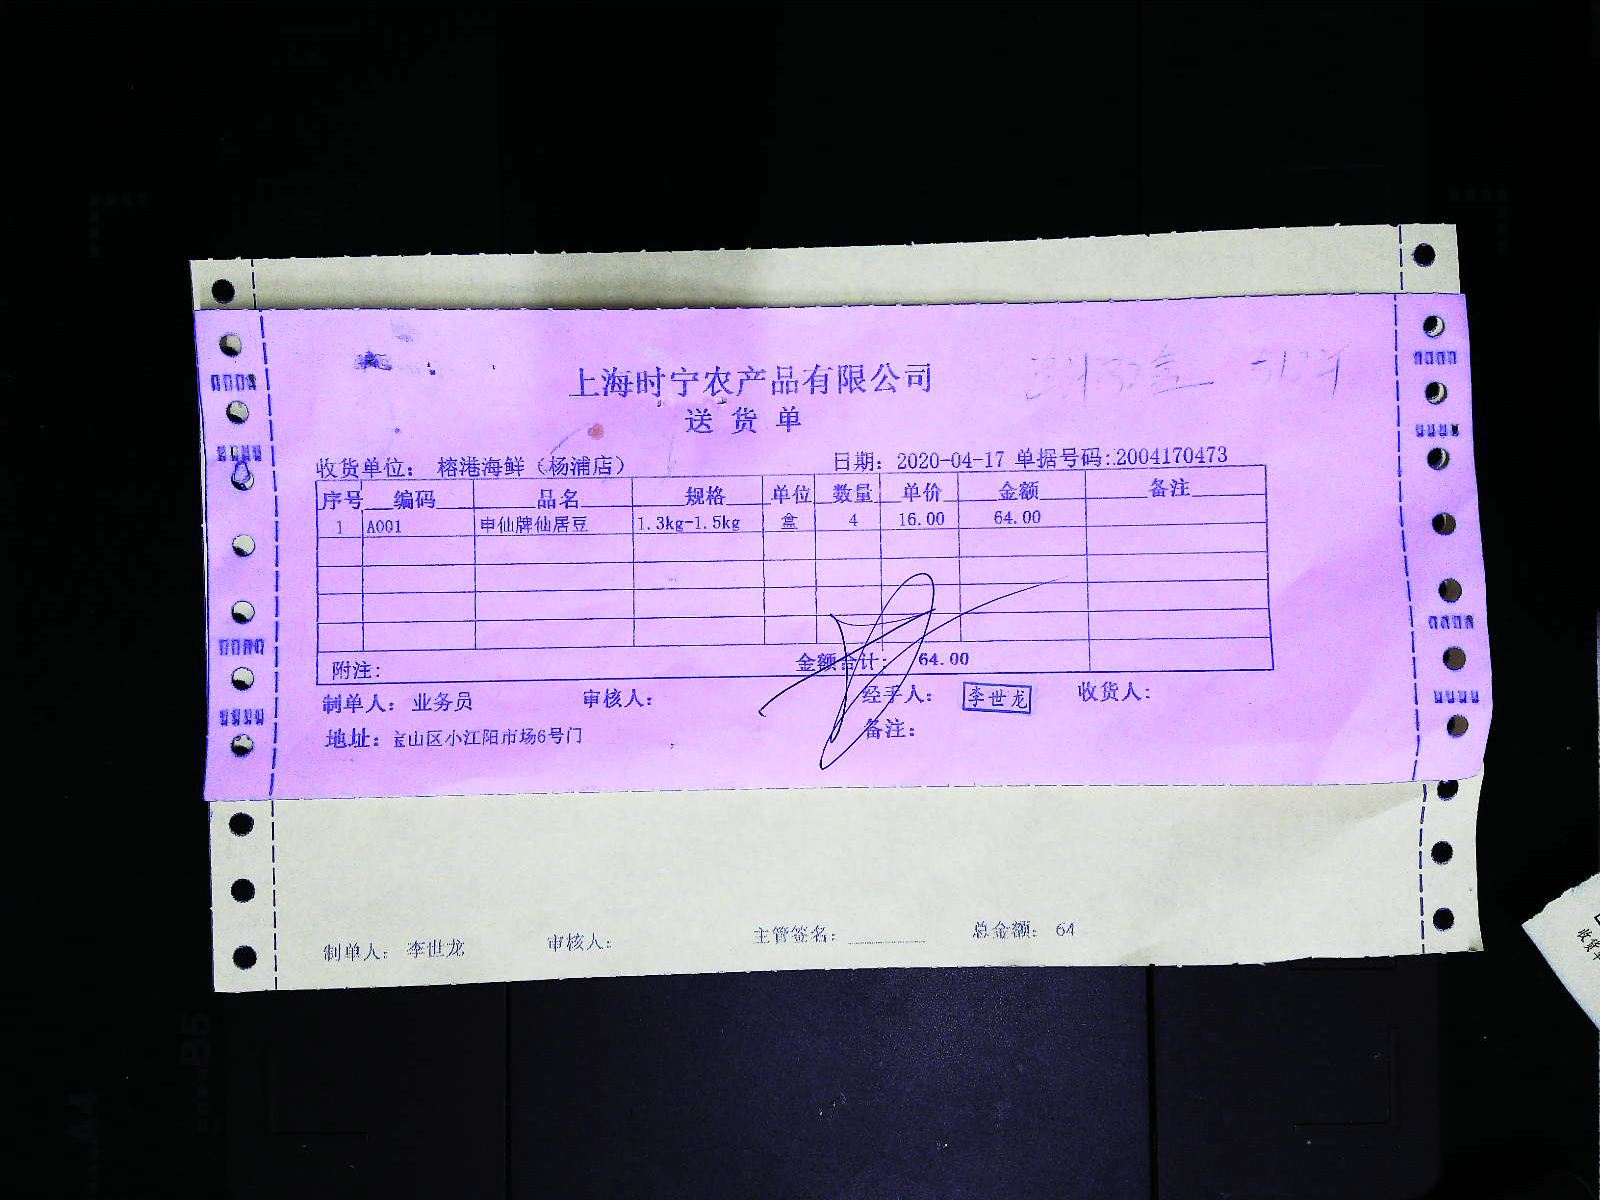 上海时宁农产品有限公司
送货单
收货单位： 榕港海鲜（杨浦店） 日期： 2020-04-17 单据号码:.2004170473
序号 编码 品名 规格 单位 数量 单价 金额 备注
1 A001 申仙牌仙居豆 1.3kg-1.5kg 盒 4 16.00 64.00
附注: 金额合计: 64.00
制单人： 业务员 审核人: 经手人: 李世龙 收货人:
地址： 宝山区小江阳市场6号门 备注:
制单人： 李世龙 审核人: 主管签名: 总金额： 64
B5
A4